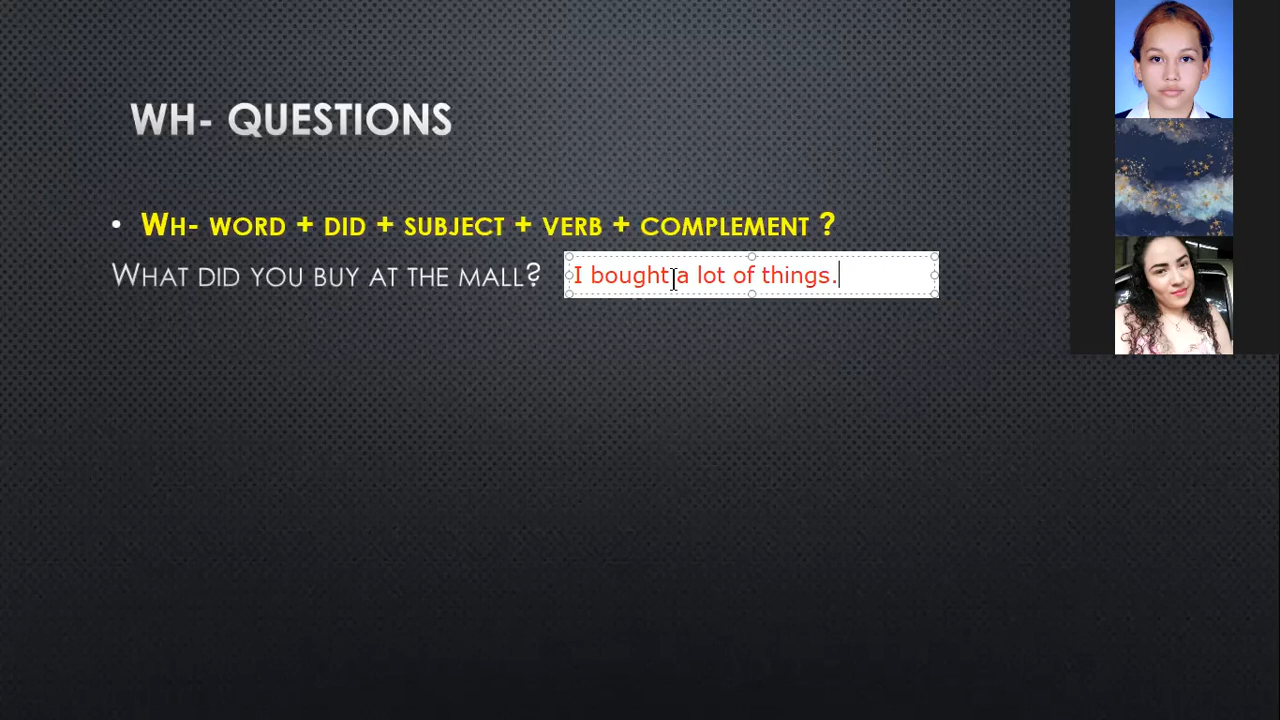 WH- QUESTIONS
• WH- WORD + DID + SUBJECT + VERB + COMPLEMENT ?
WHAT DID YOU BUY AT THE MALL? I bought a lot of things.